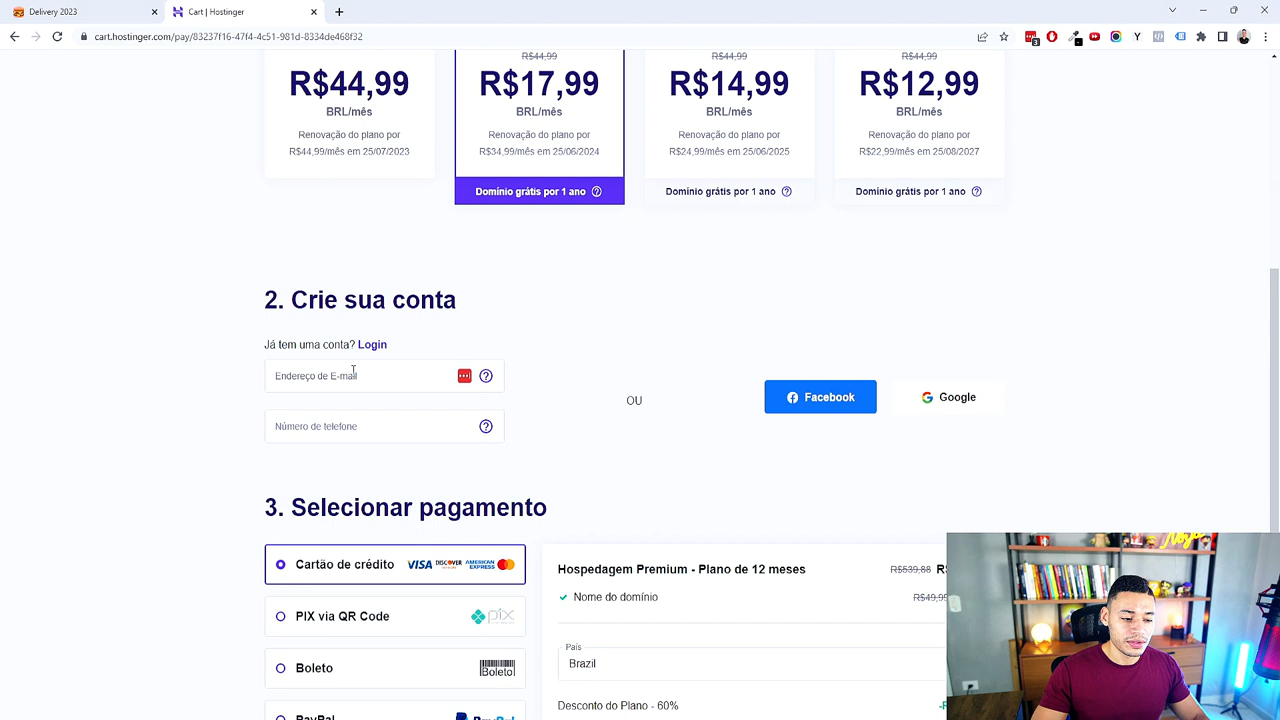 Delivery 2023
Cart | Hostinger
cart.hostinger.com/pay/83237f16-47f4-4c51-981d-8334de468f32
R$44,99 R$44,99 R$44,99
R$44,99 R$17,99 R$14,99 R$12,99
BRL/mês BRL/mês BRL/mês BRL/mês
Renovação do plano por Renovação do plano por Renovação do plano por Renovação do plano por
R$44,99/mês em 25/07/2023 R$34,99/mês em 25/06/2024 R$24,99/mês em 25/06/2025 R$22,99/mês em 25/08/2027
Domínio grátis por 1 ano Domínio grátis por 1 ano Domínio grátis por 1 ano
2. Crie sua conta
Já tem uma conta? Login
Endereço de E-mail
OU
Facebook
Google
Número de telefone
3. Selecionar pagamento
Cartão de crédito VISA DISCOVER AMERICAN EXPRESS
PIX via QR Code pix
Boleto Boleto
PayPal PayPal
Hospedagem Premium - Plano de 12 meses R$539,88 R$
Nome do domínio R$49,99
País
Brazil
Desconto do Plano - 60% -R